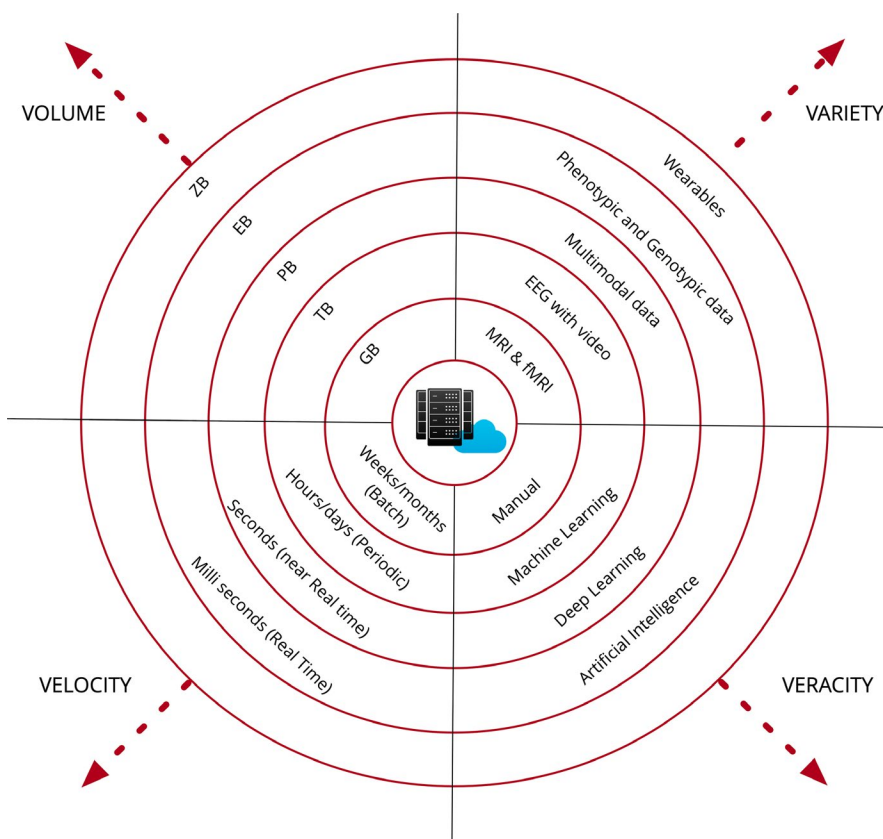 VOLUME
VARIETY
ZB
EB
PB
TB
GB
Wearables
Phenotypic and Genotypic data
Multimodal data
EEG with video
MRI & fMRI
Weeks/months
(Batch)
Hours/days (Periodic)
Seconds (near Real time)
Milli seconds (Real Time)
Manual
Machine Learning
Deep Learning
Artificial Intelligence
VELOCITY
VERACITY